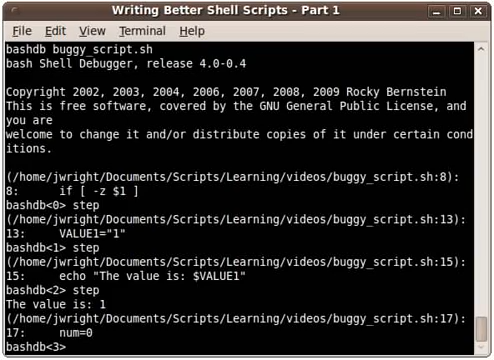 Writing Better Shell Scripts - Part 1
File Edit View Terminal Help
bashdb buggy_script.sh
bash Shell Debugger, release 4.0-0.4
Copyright 2002, 2003, 2004, 2006, 2007, 2008, 2009 Rocky Bernstein
This is free software, covered by the GNU General Public License, and
you are
welcome to change it and/or distribute copies of it under certain cond
itions.
(/home/jwright/Documents/Scripts/Learning/videos/buggy_script.sh:8):
8: if [ -z $1 ]
bashdb<0> step
(/home/jwright/Documents/Scripts/Learning/videos/buggy_script.sh:13):
13: VALUE1="1"
bashdb<1> step
(/home/jwright/Documents/Scripts/Learning/videos/buggy_script.sh:15):
15: echo "The value is: $VALUE1"
bashdb<2> step
The value is: 1
(/home/jwright/Documents/Scripts/Learning/videos/buggy_script.sh:17):
17: num=0
bashdb<3>